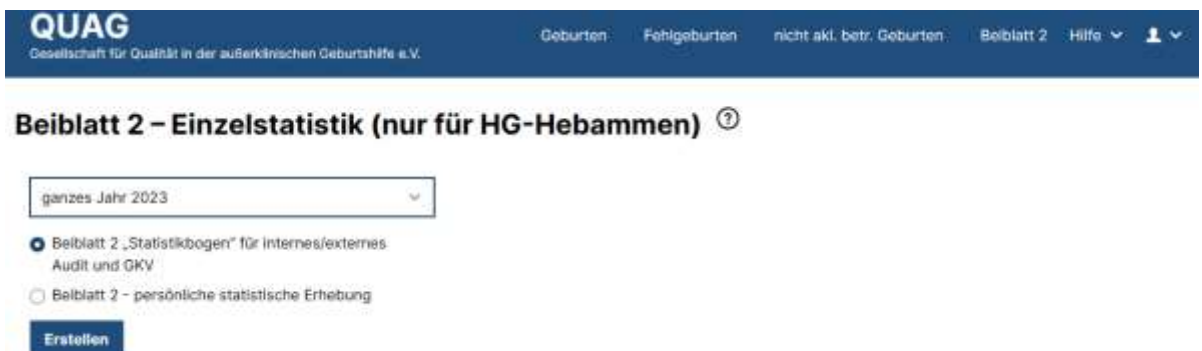 QUAG
Gesellschaft für Qualität in der außerklinischen Geburtshilfe e.V.
Geburten Fehlgeburten nicht akl. betr. Geburten Beiblatt 2 Hilfe
Beiblatt 2 – Einzelstatistik (nur für HG-Hebammen) ?
ganzes Jahr 2023
Beiblatt 2 „Statistikbogen" für internes/externes
Audit und GKV
Beiblatt 2 - persönliche statistische Erhebung
Erstellen